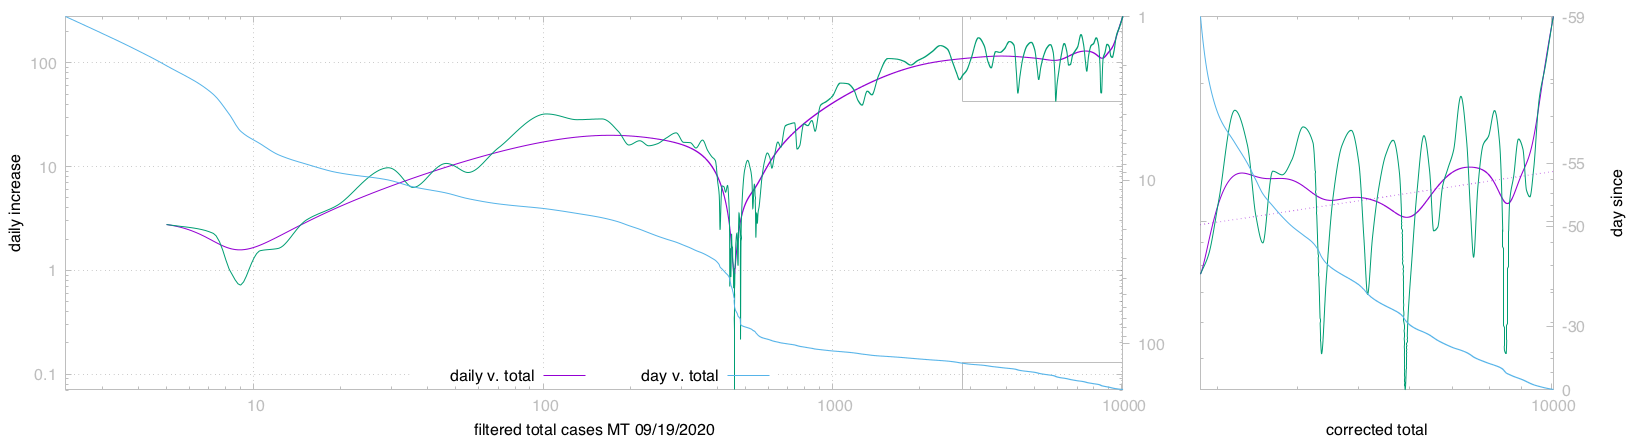 daily increase
100
10
1
0.1
10
100
1000
10000
1
10
100
daily v. total
day v. total
filtered total cases MT 09/19/2020
-59
-55
-50
-30
0
day since
10000
corrected total